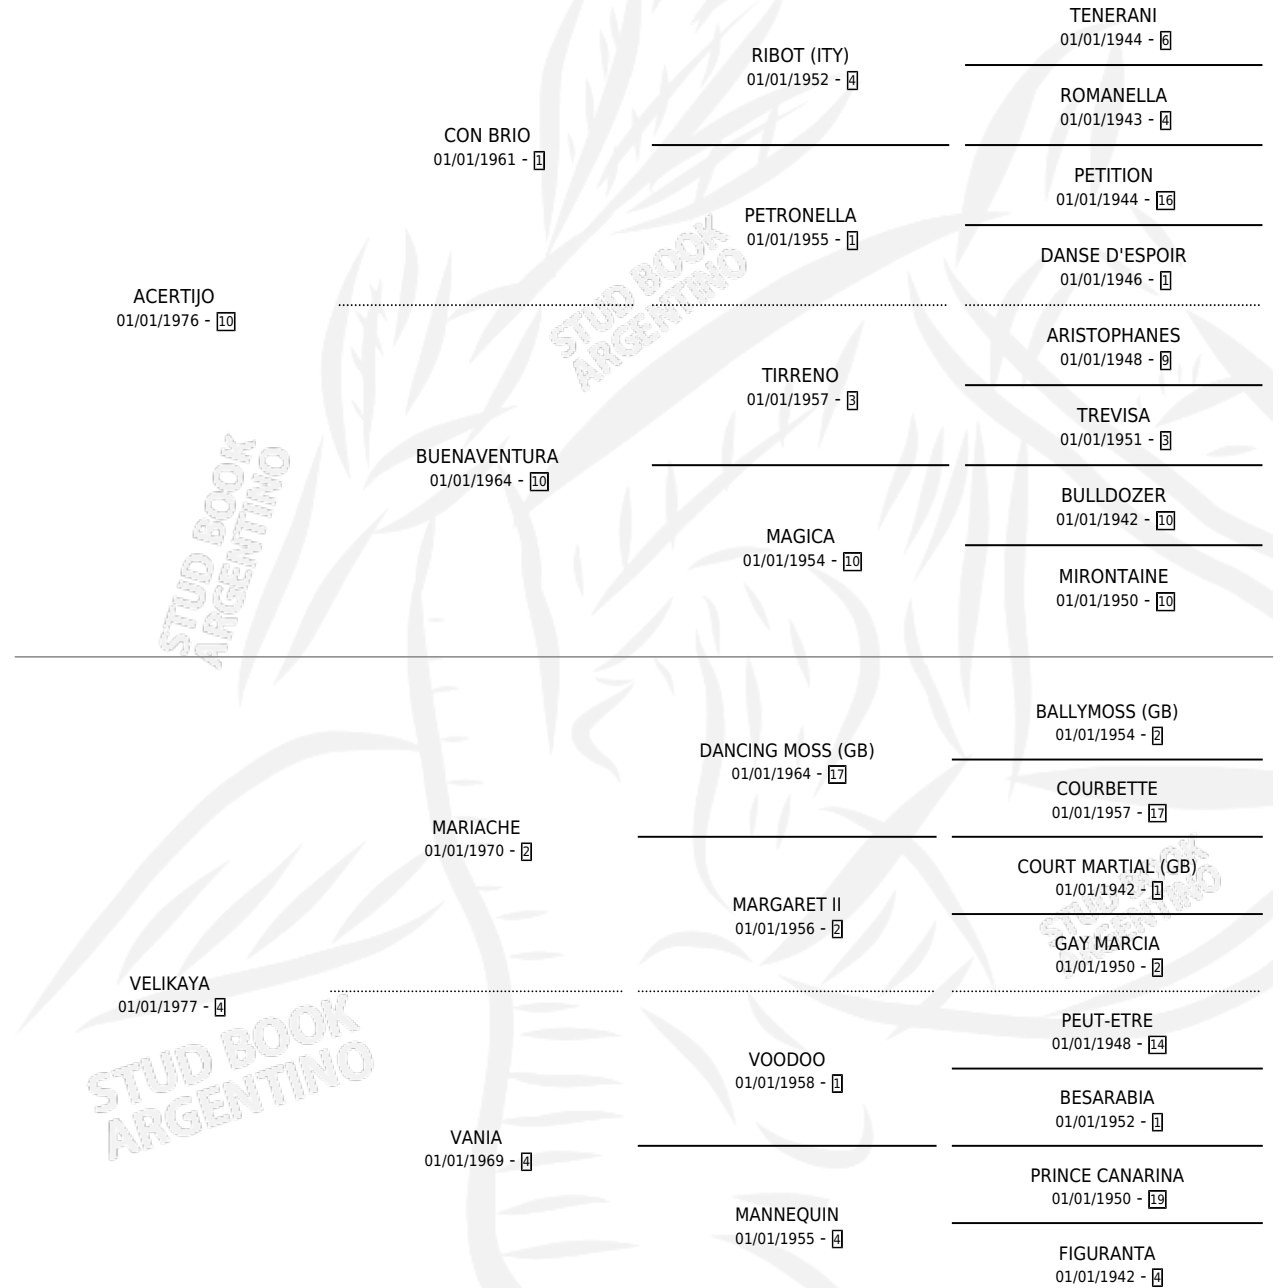 TENERANI
01/01/1944 - 6
RIBOT (ITY)
01/01/1952 - 4
ROMANELLA
01/01/1943 - 4
CON BRIO
01/01/1961 - 1
PETITION
01/01/1944 - 16
PETRONELLA
01/01/1955 - 1
DANSE D'ESPOIR
01/01/1946 - 1
ACERTIJO
01/01/1976 - 10
STUD BOOK
ARGENTINO
ARISTOPHANES
01/01/1948 - 9
TIRRENO
01/01/1957 - 3
TREVISA
01/01/1951 - 3
BUENAVENTURA
01/01/1964 - 10
BULLDOZER
01/01/1942 - 10
MAGICA
01/01/1954 - 10
MIRONTAINE
01/01/1950 - 10
STUD BOOK
ARGENTINO
BALLYMOSS (GB)
01/01/1954 - 2
DANCING MOSS (GB)
01/01/1964 - 17
COURBETTE
01/01/1957 - 17
MARIACHE
01/01/1970 - 2
COURT MARTIAL (GB)
01/01/1942 - 1
MARGARET II
01/01/1956 - 2
GAY MARCIA
01/01/1950 - 2
STUD BOOK
ARGENTINO
VELIKAYA
01/01/1977 - 4
STUD BOOK
ARGENTINO
PEUT-ETRE
01/01/1948 - 14
VOODOO
01/01/1958 - 1
BESARABIA
01/01/1952 - 1
VANIA
01/01/1969 - 4
PRINCE CANARINA
01/01/1950 - 19
MANNEQUIN
01/01/1955 - 4
FIGURANTA
01/01/1942 - 4